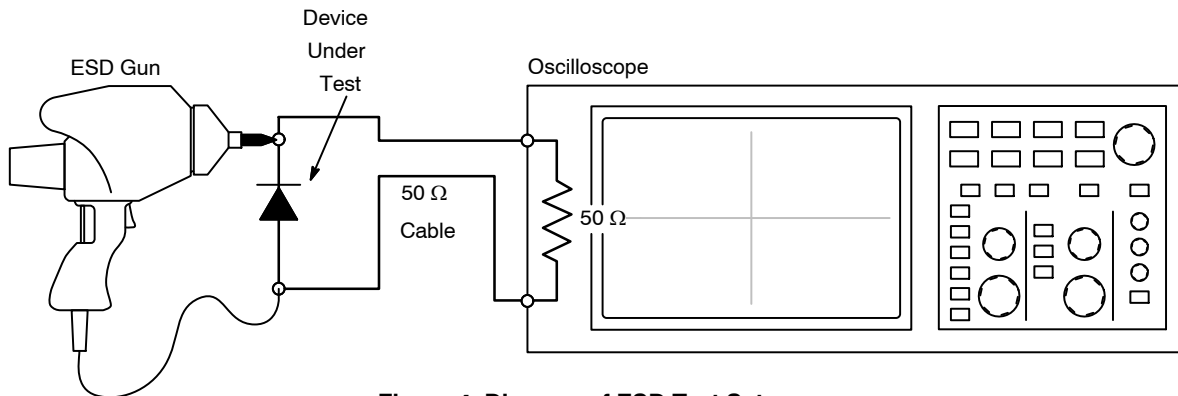 Device
Under
Test
ESD Gun
Oscilloscope
50 Ω
Cable
50 Ω